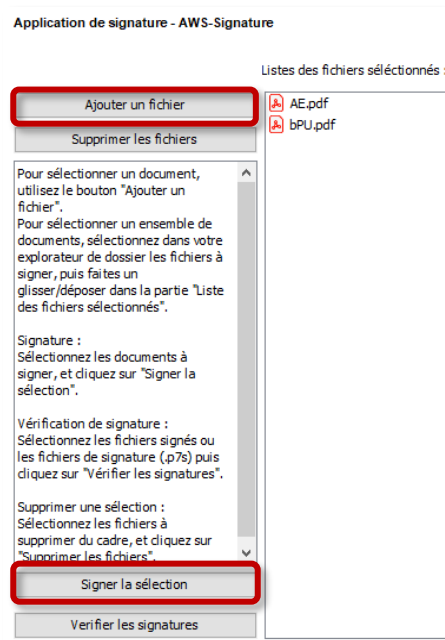 Application de signature - AWS-Signature
Listes des fichiers séléctionnés :
Ajouter un fichier
AE.pdf
bPU.pdf
Supprimer les fichiers
Pour sélectionner un document,
utilisez le bouton "Ajouter un
fichier".
Pour sélectionner un ensemble de
documents, sélectionnez dans votre
explorateur de dossier les fichiers à
signer, puis faites un
glisser/déposer dans la partie "Liste
des fichiers sélectionnés".
Signature :
Sélectionnez les documents à
signer, et cliquez sur "Signer la
sélection".
Vérification de signature :
Sélectionnez les fichiers signés ou
les fichiers de signature (.p7s) puis
cliquez sur "Vérifier les signatures".
Supprimer une sélection :
Sélectionnez les fichiers à
supprimer du cadre, et cliquez sur
"Supprimer les fichiers".
Signer la sélection
Verifier les signatures